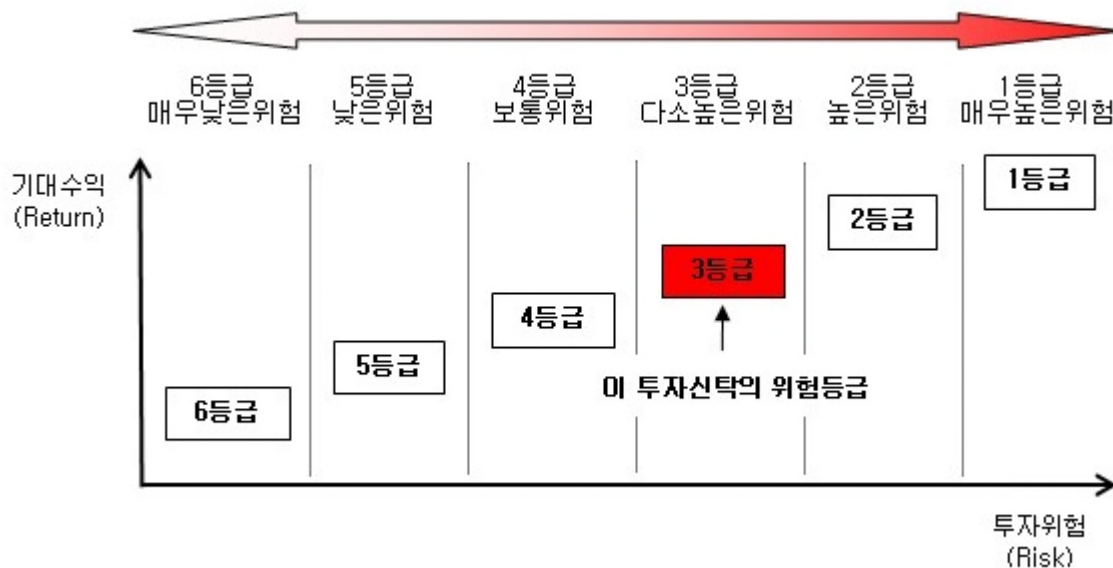 6등급 5등급 4등급 3등급 2등급 1등급
매우낮은위험 낮은위험 보통위험 다소높은위험 높은위험 매우높은위험
기대수익
(Return)
1등급
2등급
3등급
4등급
5등급
이 투자신탁의 위험등급
6등급
투자위험
(Risk)